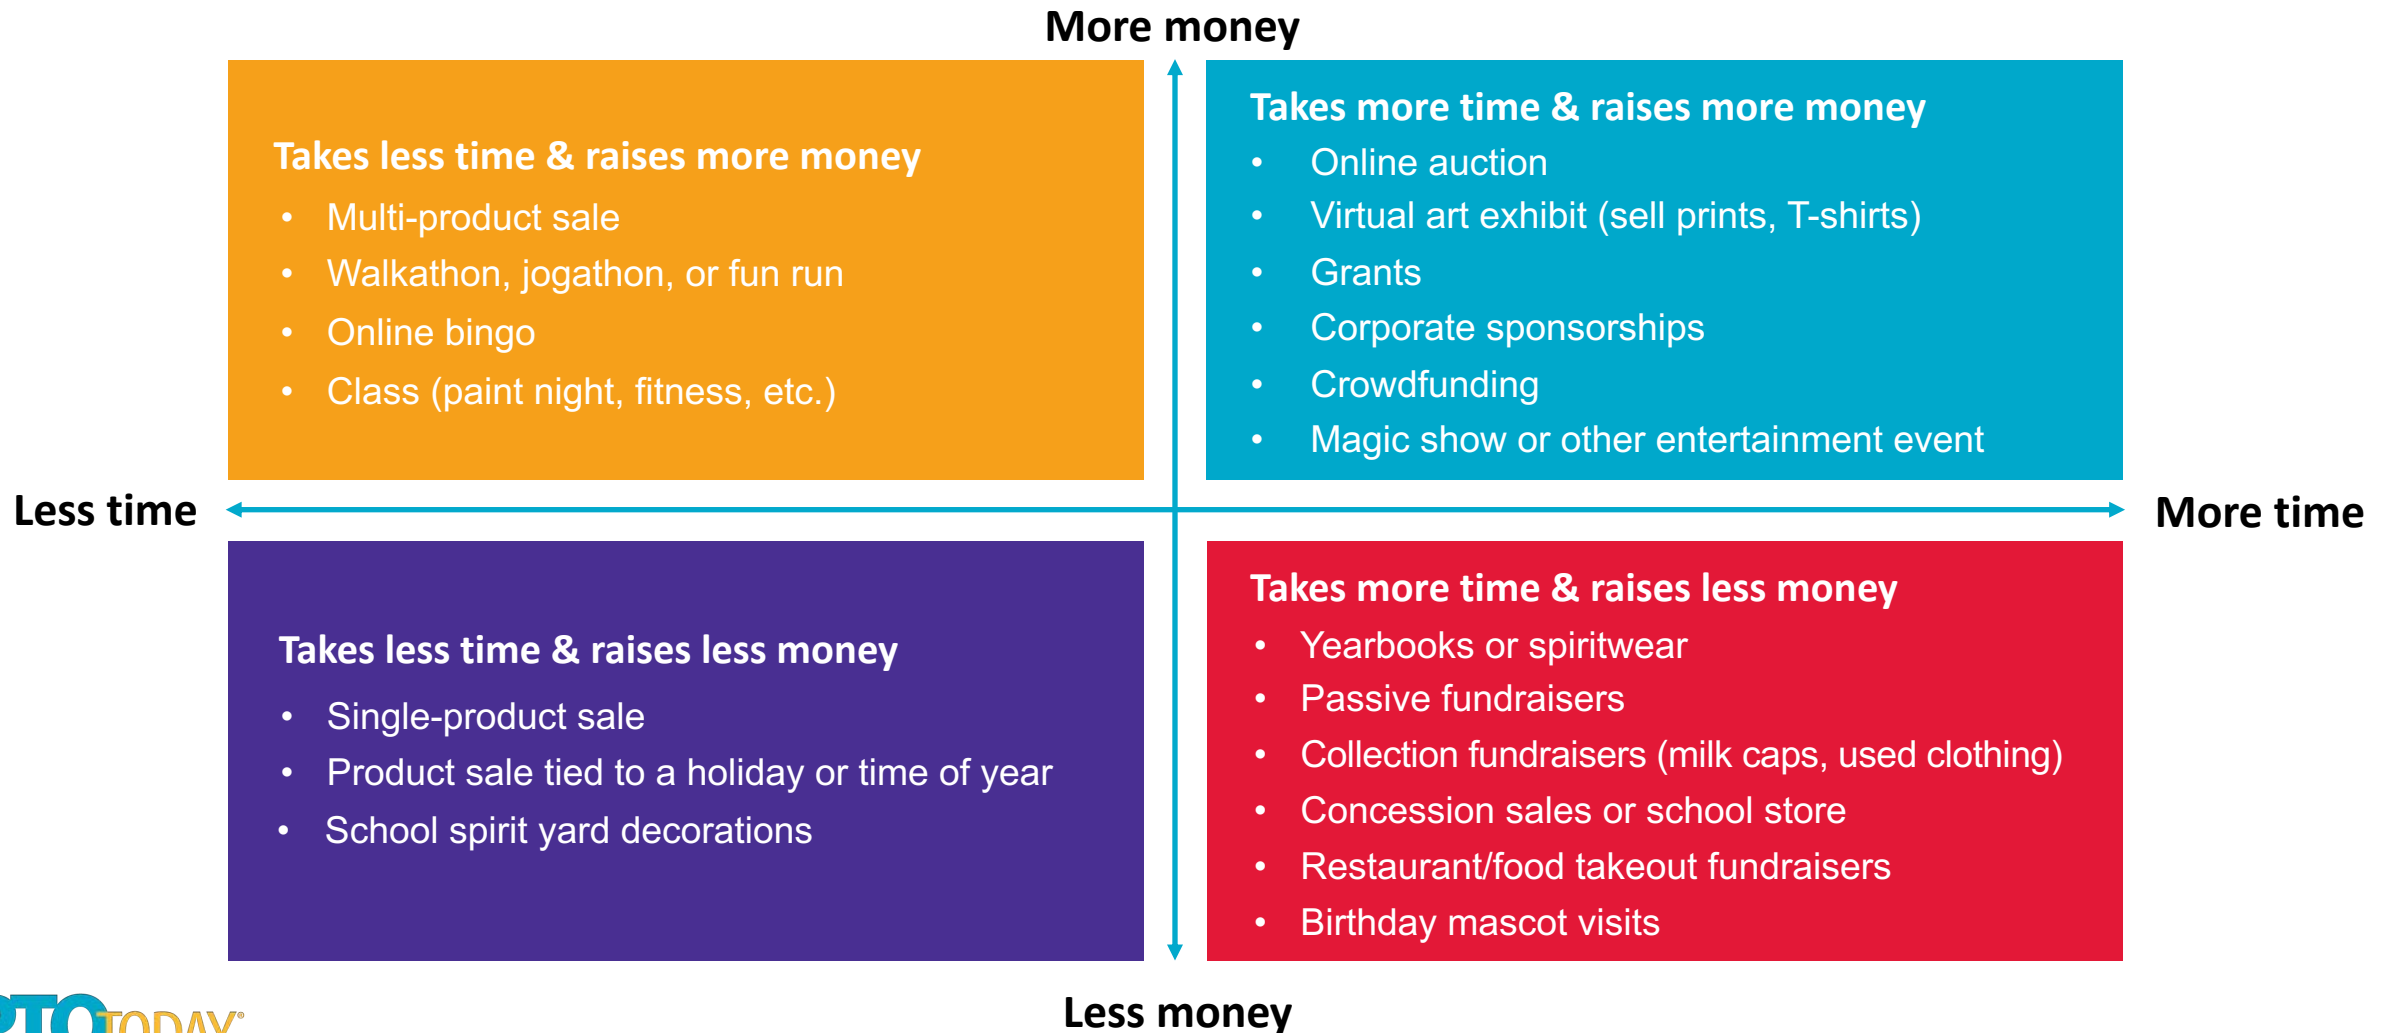 More money
Takes less time & raises more money
• Multi-product sale
• Walkathon, jogathon, or fun run
• Online bingo
• Class (paint night, fitness, etc.)
Takes more time & raises more money
• Online auction
• Virtual art exhibit (sell prints, T-shirts)
• Grants
• Corporate sponsorships
• Crowdfunding
• Magic show or other entertainment event
Less time
More time
Takes less time & raises less money
• Single-product sale
• Product sale tied to a holiday or time of year
• School spirit yard decorations
Takes more time & raises less money
• Yearbooks or spiritwear
• Passive fundraisers
• Collection fundraisers (milk caps, used clothing)
• Concession sales or school store
• Restaurant/food takeout fundraisers
• Birthday mascot visits
Less money
PTO TODAY®